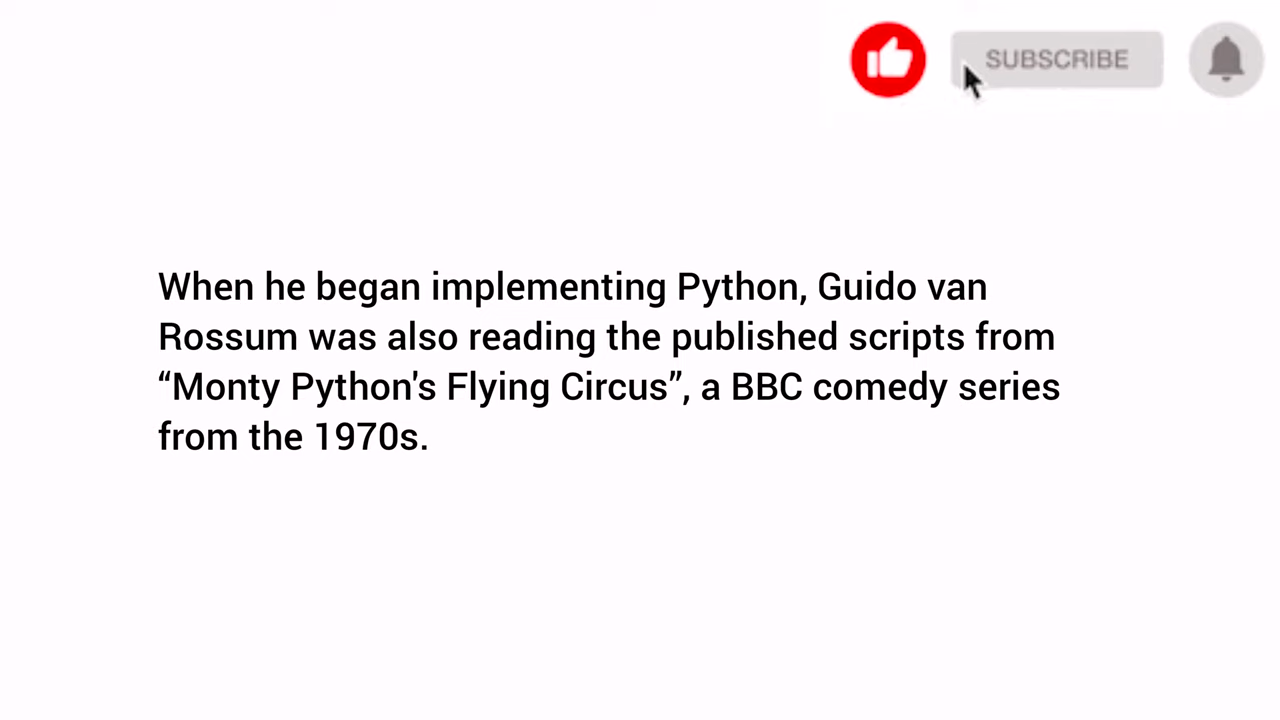 SUBSCRIBE
When he began implementing Python, Guido van
Rossum was also reading the published scripts from
“Monty Python's Flying Circus”, a BBC comedy series
from the 1970s.